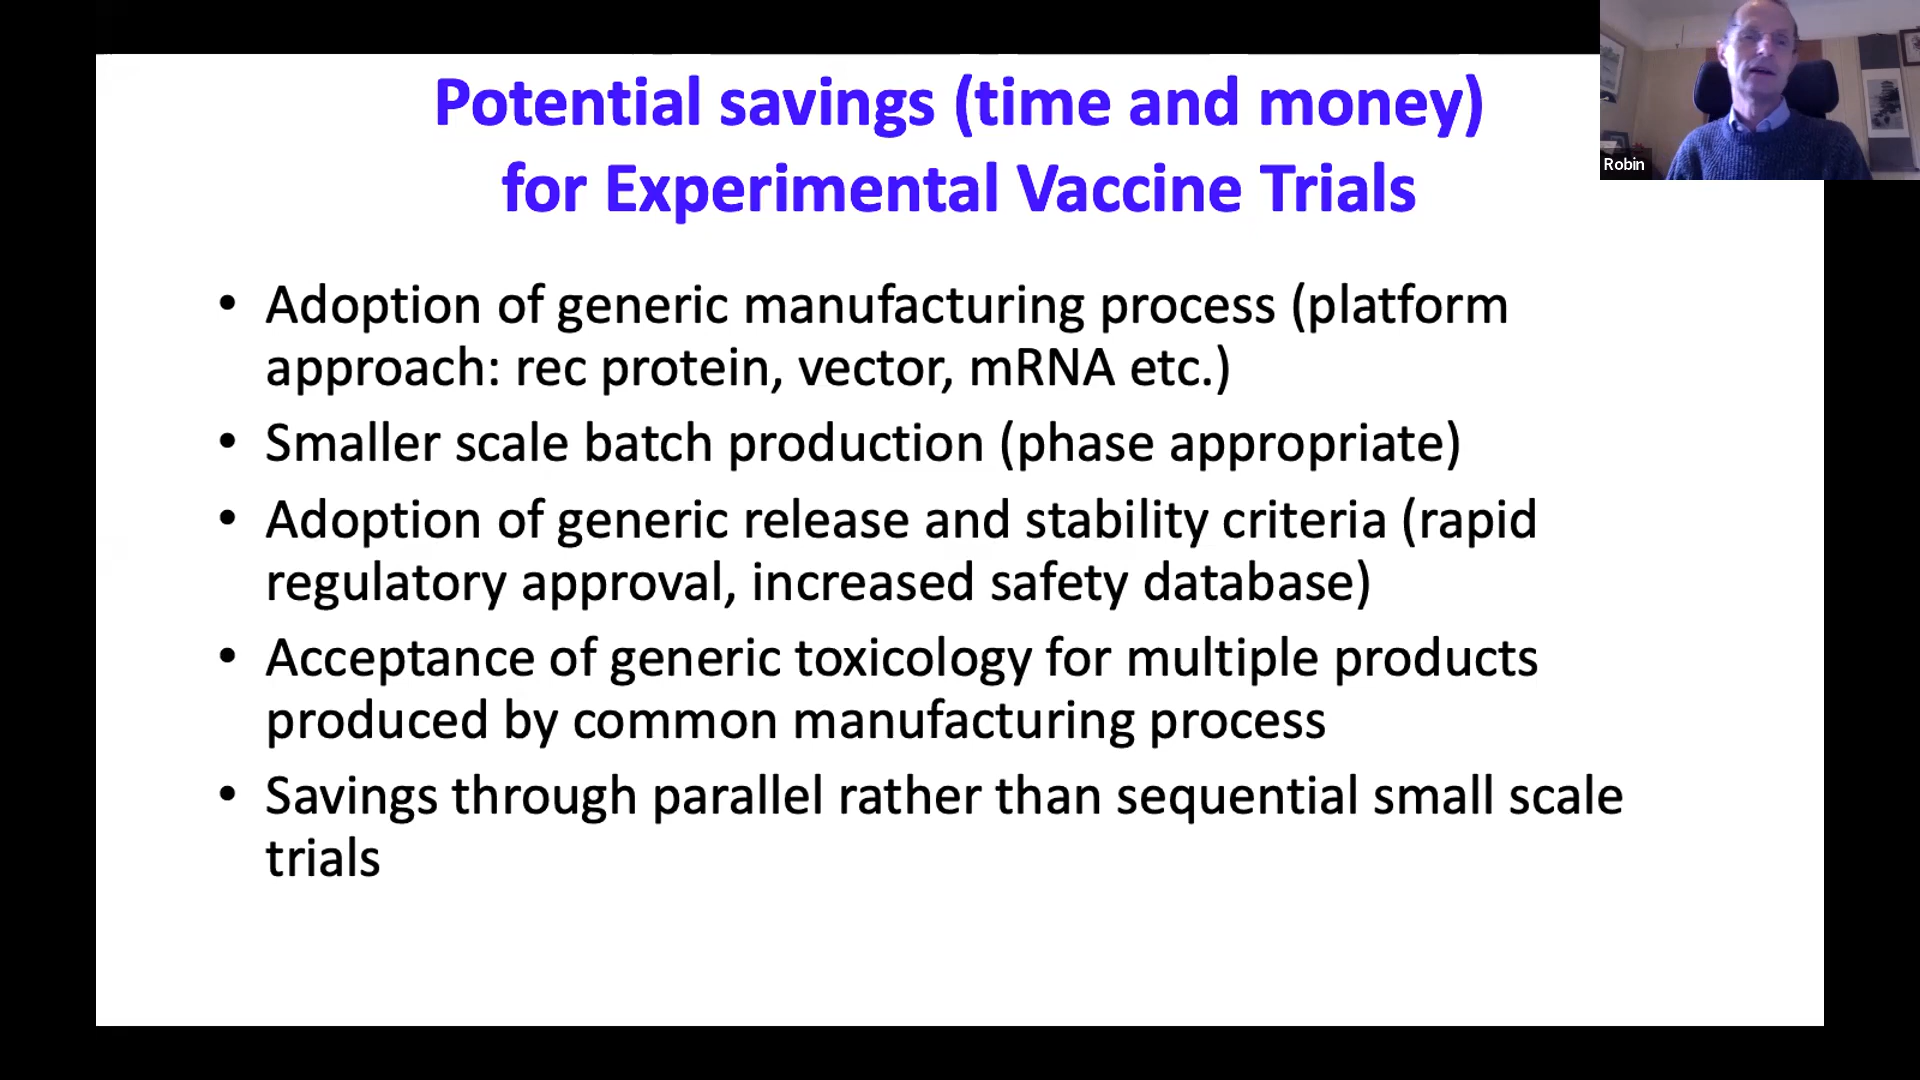 Potential savings (time and money)
for Experimental Vaccine Trials
Robin
• Adoption of generic manufacturing process (platform
approach: rec protein, vector, mRNA etc.)
• Smaller scale batch production (phase appropriate)
• Adoption of generic release and stability criteria (rapid
regulatory approval, increased safety database)
• Acceptance of generic toxicology for multiple products
produced by common manufacturing process
• Savings through parallel rather than sequential small scale
trials